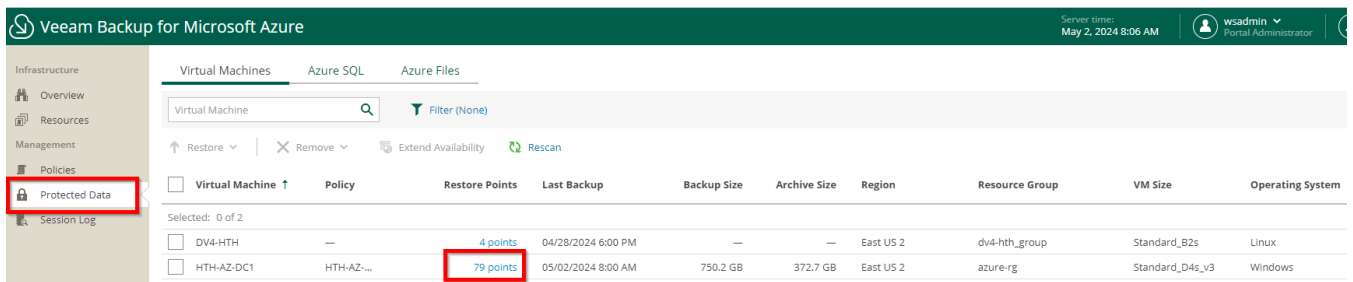 Veeam Backup for Microsoft Azure
Server time:
May 2, 2024 8:06 AM
wsadmin
Portal Administrator
Infrastructure
Overview
Resources
Management
Policies
Protected Data
Session Log
Virtual Machines Azure SQL Azure Files
Virtual Machine
Filter (None)
Restore Remove Extend Availability Rescan
Virtual Machine ↑ Policy Restore Points Last Backup Backup Size Archive Size Region Resource Group VM Size Operating System
Selected: 0 of 2
DV4-HTH — 4 points 04/28/2024 6:00 PM — — East US 2 dv4-hth_group Standard_B2s Linux
HTH-AZ-DC1 HTH-AZ-... 79 points 05/02/2024 8:00 AM 750.2 GB 372.7 GB East US 2 azure-rg Standard_D4s_v3 Windows